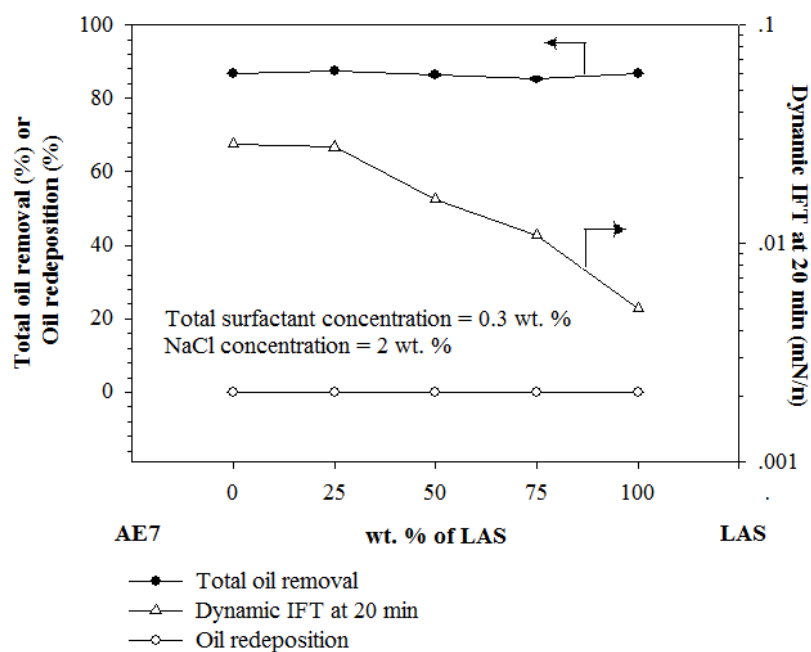 100
80
60
40
20
0
Total oil removal (%) or
Oil redeposition (%)
.1
.01
.001
Dynamic IFT at 20 min (mN/n)
Total surfactant concentration = 0.3 wt. %
NaCl concentration = 2 wt. %
0 25 50 75 100 .
AE7 wt. % of LAS LAS
Total oil removal
Dynamic IFT at 20 min
Oil redeposition